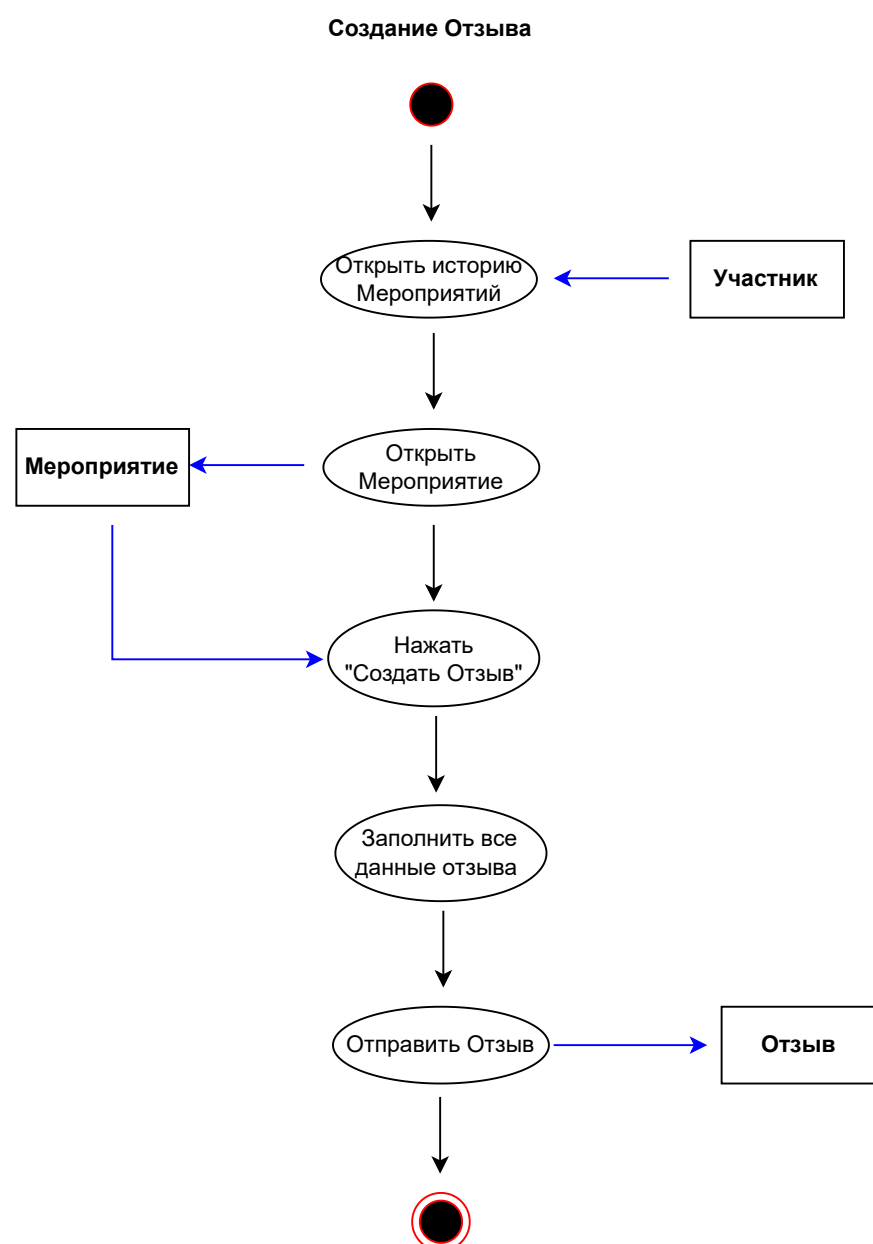 Создание Отзыва
Открыть историю
Мероприятий
Участник
Открыть
Мероприятие
Мероприятие
Нажать
"Создать Отзыв"
Заполнить все
данные отзыва
Отправить Отзыв
Отзыв